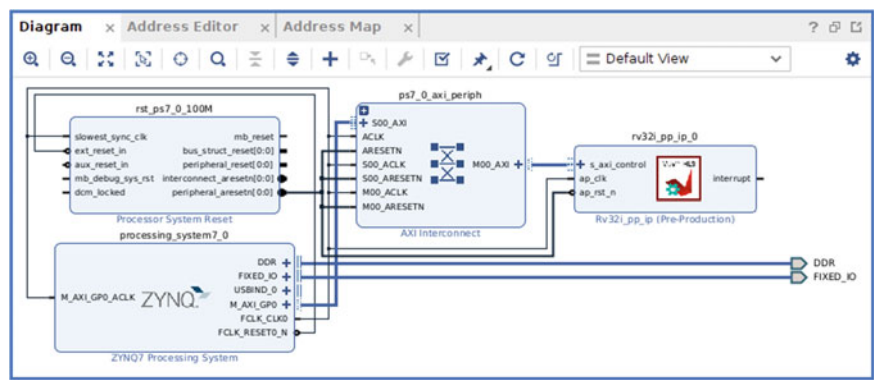 Diagram × Address Editor × Address Map × ? 
Default View
rst_ps7_0_100M
slowest_sync_clk mb_reset
ext_reset_in bus_struct_reset[0:0]
aux_reset_in peripheral_reset[0:0]
mb_debug_sys_rst interconnect_aresetn[0:0]
dcm_locked peripheral_aresetn[0:0]
Processor System Reset
ps7_0_axi_periph
S00_AXI
ACLK
ARESETN
S00_ACLK M00_AXI
S00_ARESETN
M00_ACLK
M00_ARESETN
AXI Interconnect
rv32i_pp_ip_0
s_axi_control
ap_clk interrupt
ap_rst_n
Rv32i_pp_ip (Pre-Production)
processing_system7_0
DDR
FIXED_IO
USBIND_0
M_AXI_GP0_ACLK ZYNQ M_AXI_GP0
FCLK_CLK0
FCLK_RESET0_N
ZYNQ7 Processing System
DDR
FIXED_IO